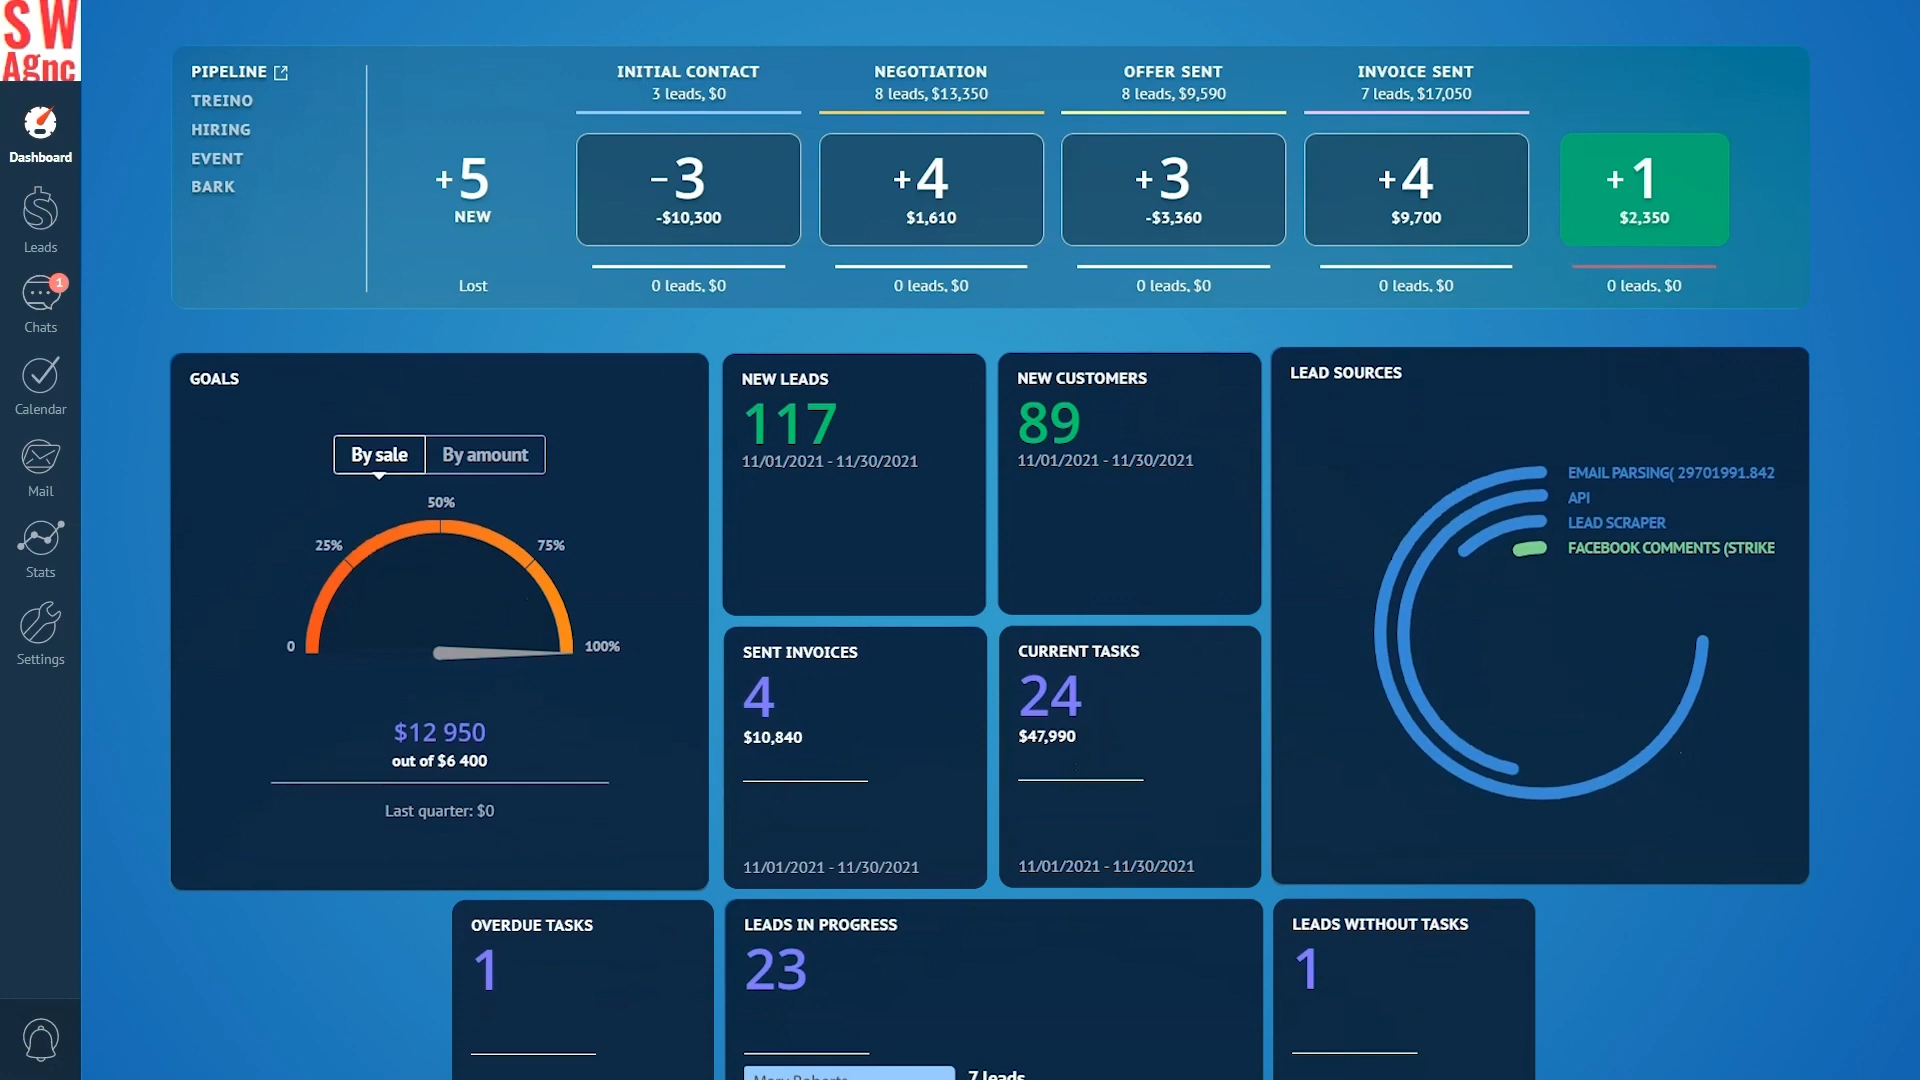 SW
Agnc
Dashboard
Leads
1
Chats
Calendar
Mail
Stats
Settings
PIPELINE
TREINO
HIRING
EVENT
BARK
+5
NEW
Lost
INITIAL CONTACT
3 leads, $0
−3
-$10,300
0 leads, $0
NEGOTIATION
8 leads, $13,350
+4
$1,610
0 leads, $0
OFFER SENT
8 leads, $9,590
+3
-$3,360
0 leads, $0
INVOICE SENT
7 leads, $17,050
+4
$9,700
0 leads, $0
+1
$2,350
0 leads, $0
GOALS
By sale
By amount
0
25%
50%
75%
100%
$12 950
out of $6 400
Last quarter: $0
NEW LEADS
117
11/01/2021 - 11/30/2021
NEW CUSTOMERS
89
11/01/2021 - 11/30/2021
SENT INVOICES
4
$10,840
11/01/2021 - 11/30/2021
CURRENT TASKS
24
$47,990
11/01/2021 - 11/30/2021
LEAD SOURCES
EMAIL PARSING( 29701991.842
API
LEAD SCRAPER
FACEBOOK COMMENTS (STRIKE
OVERDUE TASKS
1
LEADS IN PROGRESS
23
Mary Roberts
7 leads
LEADS WITHOUT TASKS
1